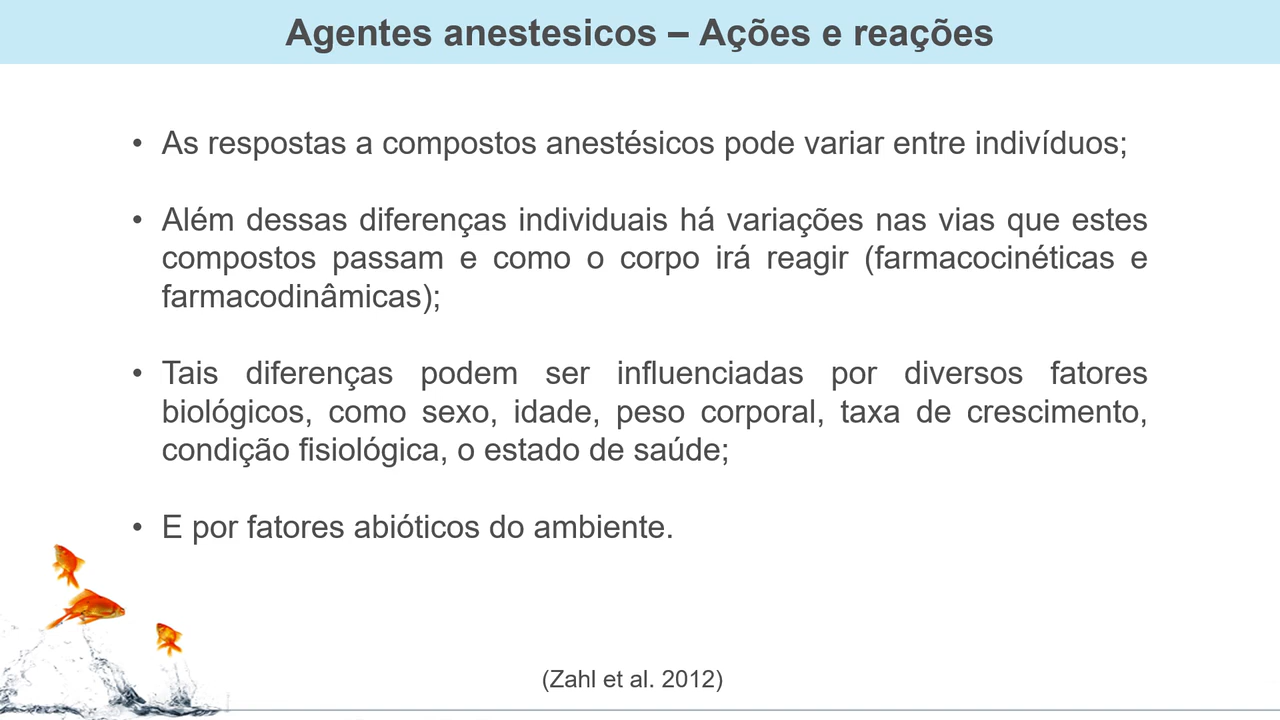 Agentes anestesicos – Ações e reações
• As respostas a compostos anestésicos pode variar entre indivíduos;
• Além dessas diferenças individuais há variações nas vias que estes
compostos passam e como o corpo irá reagir (farmacocinéticas e
farmacodinâmicas);
• Tais diferenças podem ser influenciadas por diversos fatores
biológicos, como sexo, idade, peso corporal, taxa de crescimento,
condição fisiológica, o estado de saúde;
• E por fatores abióticos do ambiente.
(Zahl et al. 2012)